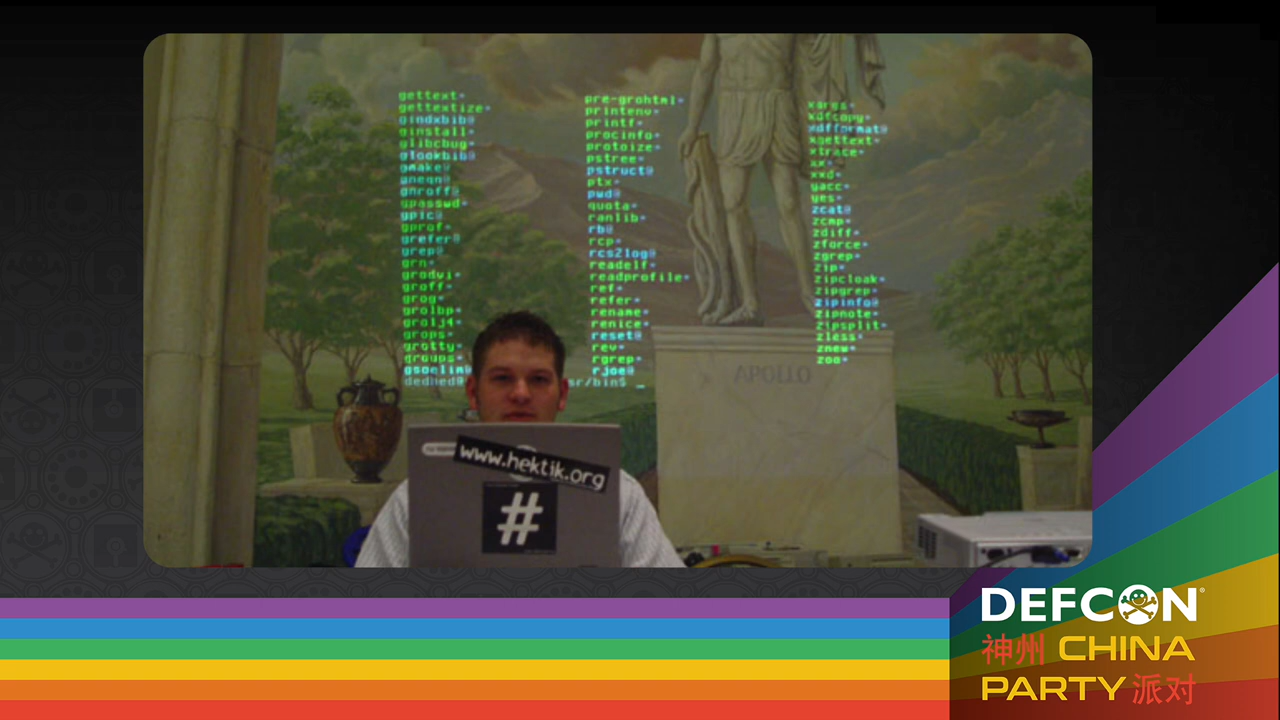 gettext*
gettextize*
gindxbib@
ginstall*
glibcbug*
glookbib@
gmake@
gneqn@
gnroff@
gpasswd*
gpic@
gprof*
grefer@
grep@
grn*
grodvi*
groff*
grog*
grolbp*
grolj4*
grops*
grotty*
groups*
gsoelim@
pre-grohtml*
printenv*
printf*
procinfo*
protoize*
pstree*
pstruct@
ptx*
pwd@
quota*
ranlib*
rb@
rcp*
rcs2log@
readelf*
readprofile*
ref*
refer*
rename*
renice*
reset@
rev*
rgrep*
rjoe@
xargs*
xdfcopy*
xdfformat@
xgettext*
xtrace*
xxd*
yacc*
yes*
zcat@
zcmp*
zdiff*
zforce*
zgrep*
zip*
zipcloak*
zipgrep*
zipinfo@
zipnote*
zipsplit*
zless*
znew*
zoo*
dedhed@ sr/bin$ _
APOLLO
www.hektik.org
#
DEFCON®
神州 CHINA
PARTY 派对